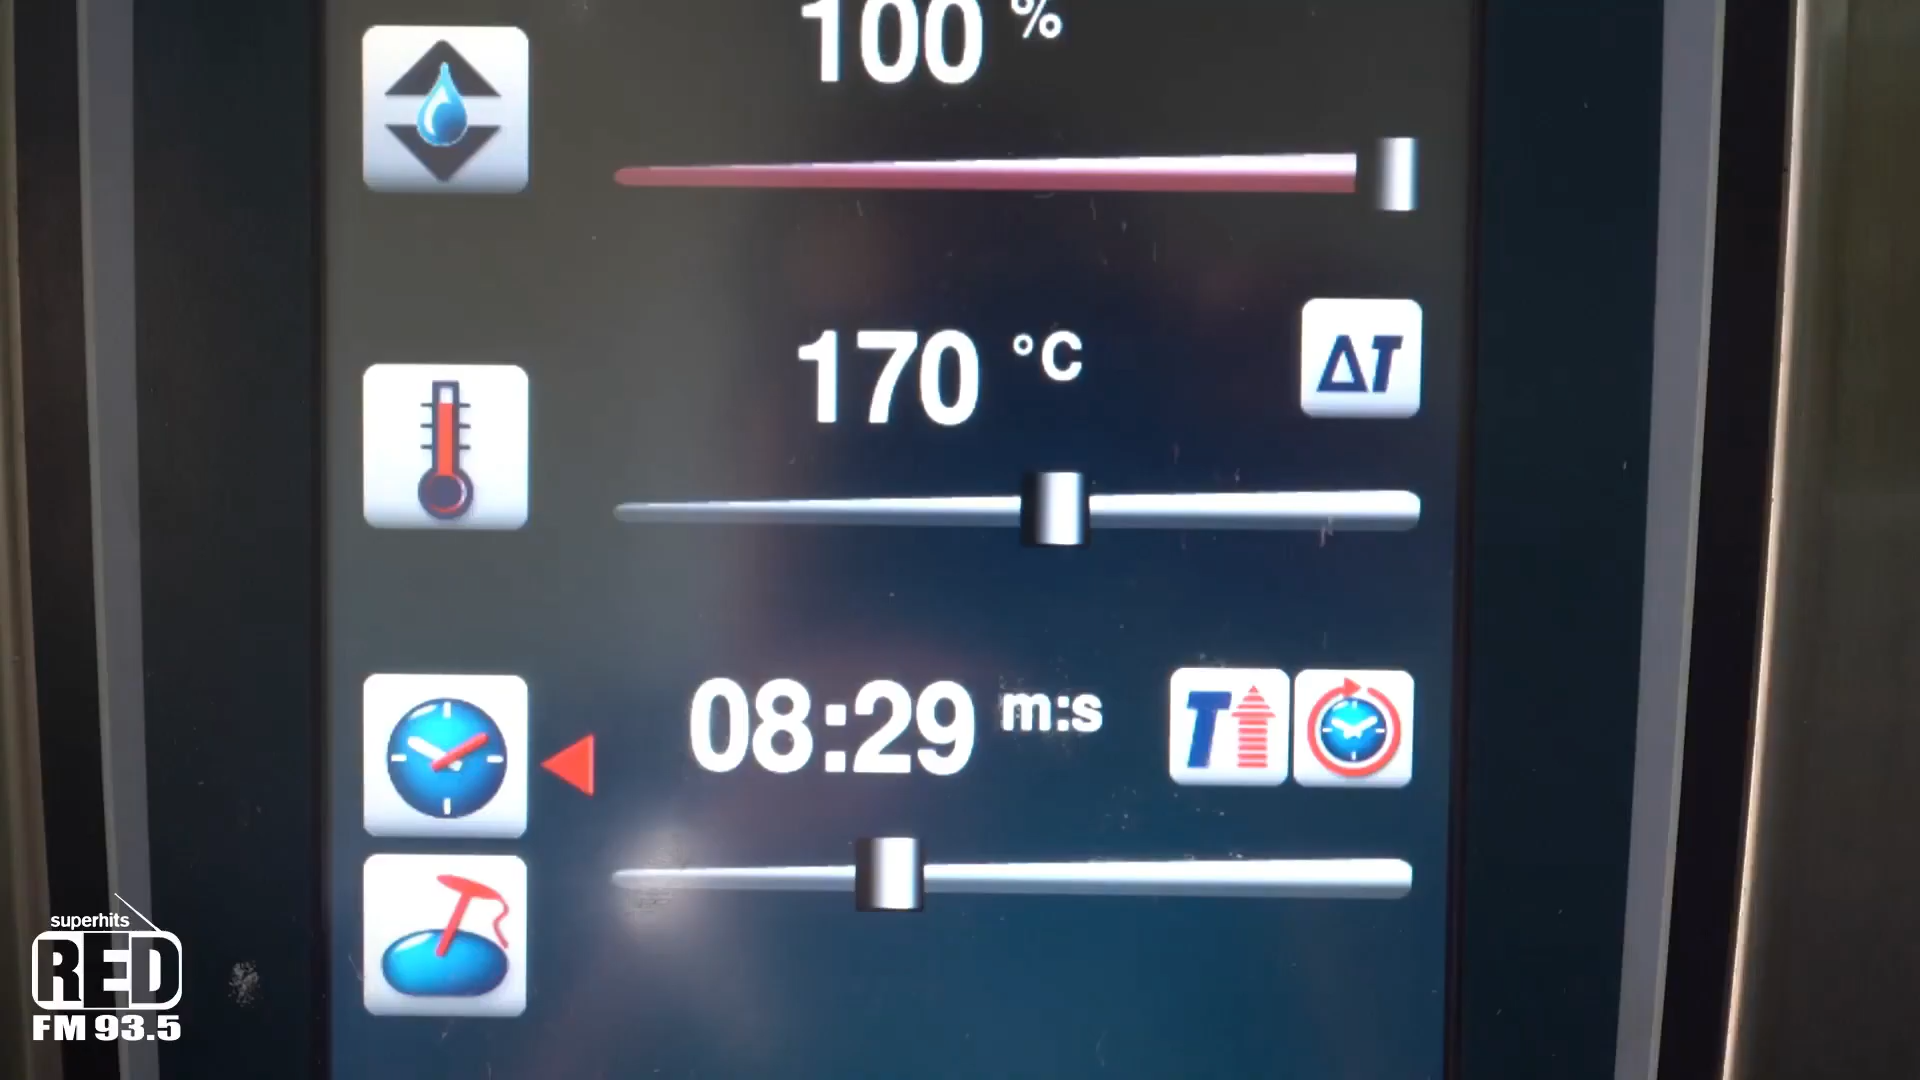 100 %
170 °C
ΔT
08:29 m:s
T
superhits
RED
FM 93.5